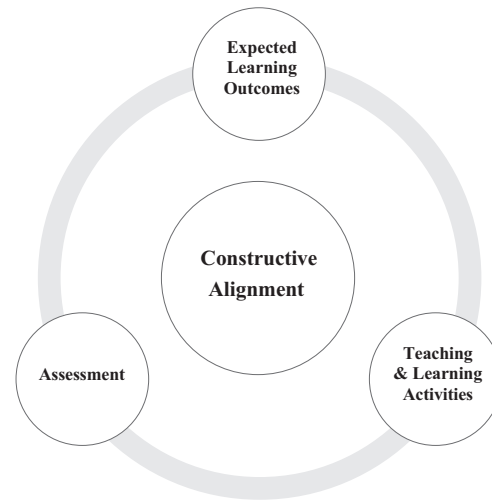 Expected
Learning
Outcomes
Constructive
Alignment
Assessment
Teaching
& Learning
Activities